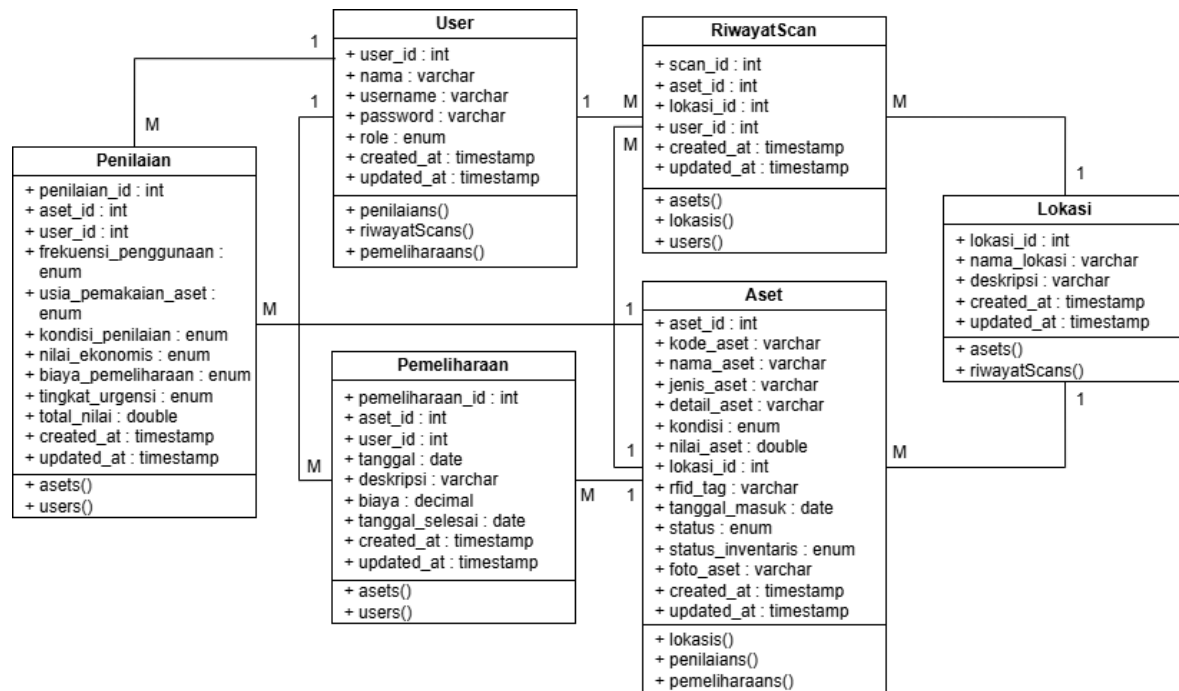 User
+ user_id : int
+ nama : varchar
+ username : varchar
+ password : varchar
+ role : enum
+ created_at : timestamp
+ updated_at : timestamp
+ penilaians()
+ riwayatScans()
+ pemeliharaans()
RiwayatScan
+ scan_id : int
+ aset_id : int
+ lokasi_id : int
+ user_id : int
+ created_at : timestamp
+ updated_at : timestamp
+ asets()
+ lokasis()
+ users()
1
1
1
M
M
M
M
1
Penilaian
+ penilaian_id : int
+ aset_id : int
+ user_id : int
+ frekuensi_penggunaan :
enum
+ usia_pemakaian_aset :
enum
+ kondisi_penilaian : enum
+ nilai_ekonomis : enum
+ biaya_pemeliharaan : enum
+ tingkat_urgensi : enum
+ total_nilai : double
+ created_at : timestamp
+ updated_at : timestamp
+ asets()
+ users()
Lokasi
+ lokasi_id : int
+ nama_lokasi : varchar
+ deskripsi : varchar
+ created_at : timestamp
+ updated_at : timestamp
+ asets()
+ riwayatScans()
M
1
Pemeliharaan
+ pemeliharaan_id : int
+ aset_id : int
+ user_id : int
+ tanggal : date
+ deskripsi : varchar
+ biaya : decimal
+ tanggal_selesai : date
+ created_at : timestamp
+ updated_at : timestamp
+ asets()
+ users()
Aset
+ aset_id : int
+ kode_aset : varchar
+ nama_aset : varchar
+ jenis_aset : varchar
+ detail_aset : varchar
+ kondisi : enum
+ nilai_aset : double
+ lokasi_id : int
+ rfid_tag : varchar
+ tanggal_masuk : date
+ status : enum
+ status_inventaris : enum
+ foto_aset : varchar
+ created_at : timestamp
+ updated_at : timestamp
+ lokasis()
+ penilaians()
+ pemeliharaans()
1
M
1
M
M
1